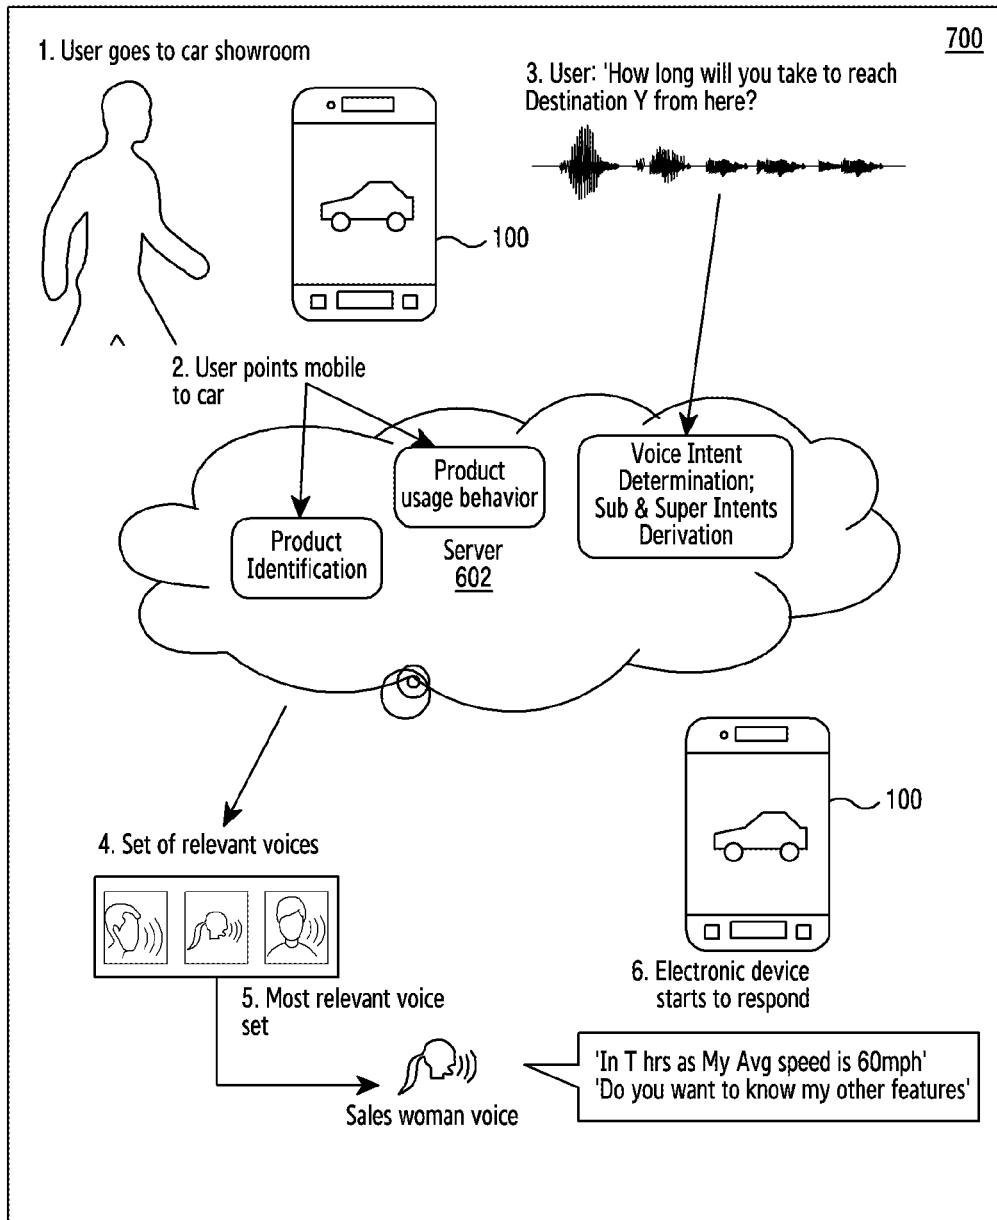 700
1. User goes to car showroom
3. User: 'How long will you take to reach
Destination Y from here?
100
2. User points mobile
to car
Product
usage behavior
Voice Intent
Determination;
Sub & Super Intents
Derivation
Product
Identification
Server
602
100
4. Set of relevant voices
5. Most relevant voice
set
6. Electronic device
starts to respond
Sales woman voice
'In T hrs as My Avg speed is 60mph'
'Do you want to know my other features'